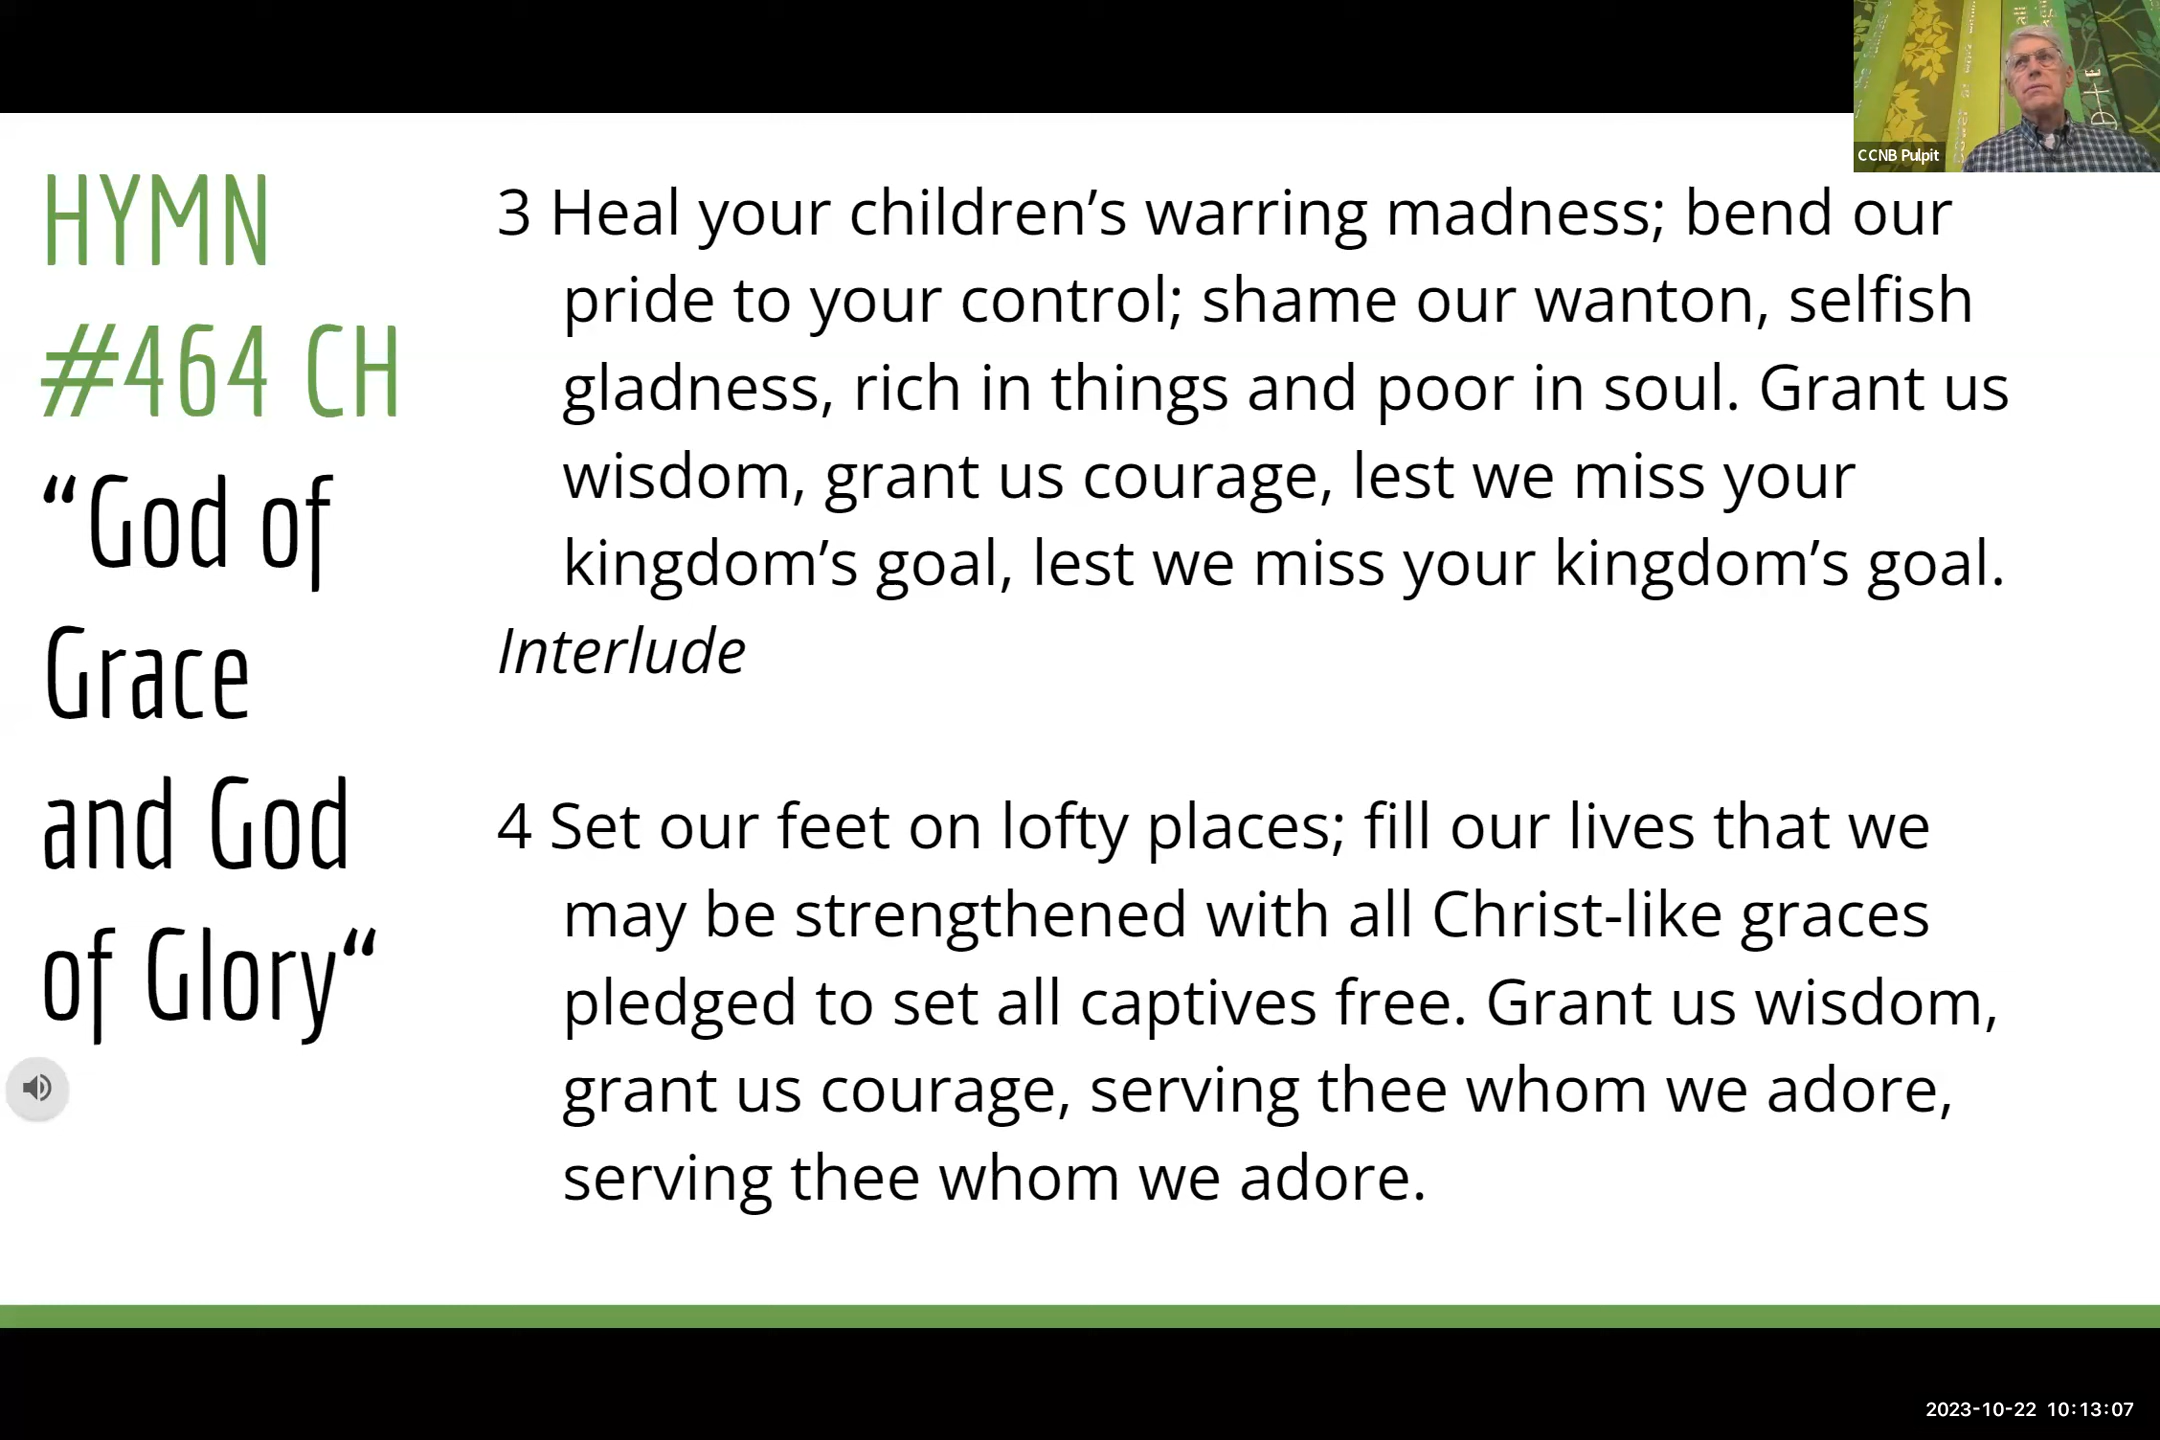 HYMN
#464 CH
“God of
Grace
and God
of Glory“
3 Heal your children’s warring madness; bend our
pride to your control; shame our wanton, selfish
gladness, rich in things and poor in soul. Grant us
wisdom, grant us courage, lest we miss your
kingdom’s goal, lest we miss your kingdom’s goal.
Interlude
4 Set our feet on lofty places; fill our lives that we
may be strengthened with all Christ-like graces
pledged to set all captives free. Grant us wisdom,
grant us courage, serving thee whom we adore,
serving thee whom we adore.
all
CCNB Pulpit
2023-10-22 10:13:07